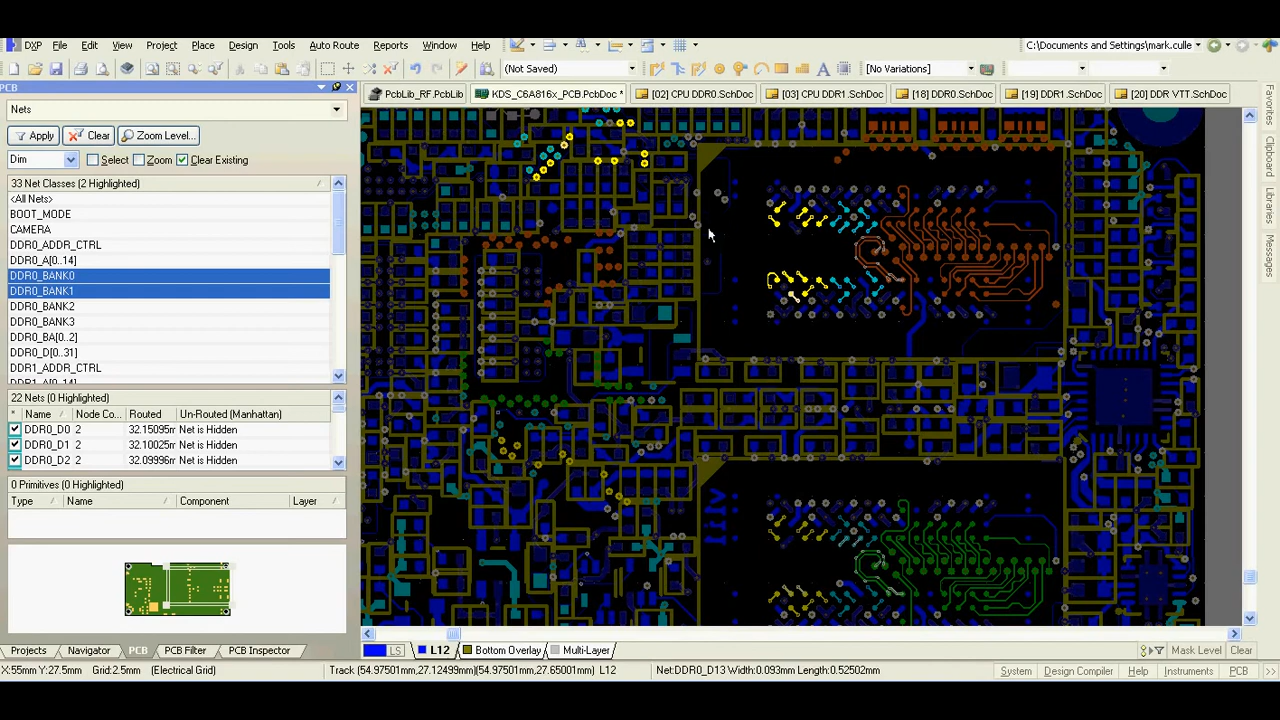 DXP File Edit View Project Place Design Tools Auto Route Reports Window Help C:\Documents and Settings\mark.culle
(Not Saved) [No Variations]
PCB
PcbLib_RF.PcbLib KDS_C6A816x_PCB.PcbDoc * [02] CPU DDR0.SchDoc [03] CPU DDR1.SchDoc [18] DDR0.SchDoc [19] DDR1.SchDoc [20] DDR VTT.SchDoc
Nets
Apply Clear Zoom Level...
Dim Select Zoom Clear Existing
33 Net Classes (2 Highlighted)
<All Nets>
BOOT_MODE
CAMERA
DDR0_ADDR_CTRL
DDR0_A[0..14]
DDR0_BANK0
DDR0_BANK1
DDR0_BANK2
DDR0_BANK3
DDR0_BA[0..2]
DDR0_D[0..31]
DDR1_ADDR_CTRL
DDR1_A[0..14]
22 Nets (0 Highlighted)
* Name Node Co... Routed Un-Routed (Manhattan)
DDR0_D0 2 32.15095m Net is Hidden
DDR0_D1 2 32.10025m Net is Hidden
DDR0_D2 2 32.09996m Net is Hidden
0 Primitives (0 Highlighted)
Type Name Component Layer
Favorites
Clipboard
Libraries
Messages
Projects Navigator PCB PCB Filter PCB Inspector
LS L12 Bottom Overlay Multi-Layer Mask Level Clear
X:55mm Y:27.5mm Grid:2.5mm (Electrical Grid) Track (54.97501mm,27.12499mm)(54.97501mm,27.65001mm) L12 Net:DDR0_D13 Width:0.093mm Length:0.52502mm System Design Compiler Help Instruments PCB >>